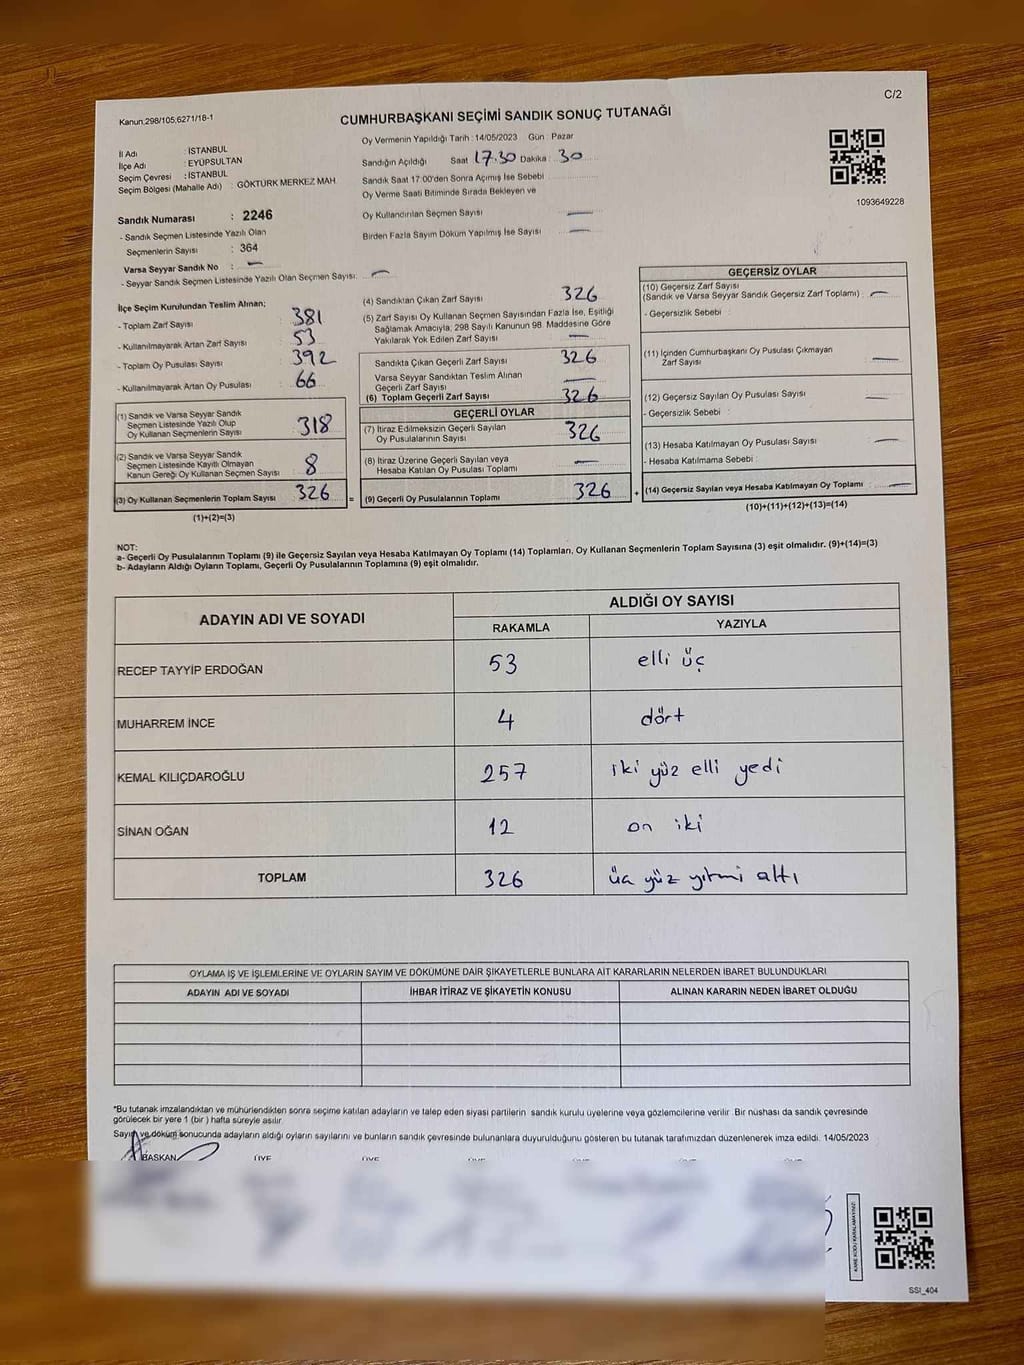 C/2
Kanun.298/105,6271/18-1
CUMHURBAŞKANI SEÇİMİ SANDIK SONUÇ TUTANAĞI
Oy Vermenin Yapıldığı Tarih : 14/05/2023 Gün : Pazar
İl Adı : İSTANBUL
İlçe Adı : EYÜPSULTAN
Seçim Çevresi : İSTANBUL
Seçim Bölgesi (Mahalle Adı) : GÖKTÜRK MERKEZ MAH.
Sandığın Açıldığı Saat 17.30 Dakika : 30
Sandık Saat 17:00'den Sonra Açımış İse Sebebi
Oy Verme Saati Bitiminde Sırada Bekleyen ve
Oy Kullandırılan Seçmen Sayısı —
Birden Fazla Sayım Döküm Yapılmış İse Sayısı —
1093649228
Sandık Numarası : 2246
- Sandık Seçmen Listesinde Yazılı Olan
Seçmenlerin Sayısı : 364
Varsa Seyyar Sandık No : —
- Seyyar Sandık Seçmen Listesinde Yazılı Olan Seçmen Sayısı: —
İlçe Seçim Kurulundan Teslim Alınan;
- Toplam Zarf Sayısı : 381
- Kullanılmayarak Artan Zarf Sayısı : 53
- Toplam Oy Pusulası Sayısı : 392
- Kullanılmayarak Artan Oy Pusulası : 66
(1) Sandık ve Varsa Seyyar Sandık
Seçmen Listesinde Yazılı Olup
Oy Kullanan Seçmenlerin Sayısı 318
(2) Sandık ve Varsa Seyyar Sandık
Seçmen Listesinde Kayıtlı Olmayan
Kanun Gereği Oy Kullanan Seçmen Sayısı 8
(3) Oy Kullanan Seçmenlerin Toplam Sayısı 326
(1)+(2)=(3)
=
(4) Sandıktan Çıkan Zarf Sayısı 326
(5) Zarf Sayısı Oy Kullanan Seçmen Sayısından Fazla İse, Eşitliği
Sağlamak Amacıyla; 298 Sayılı Kanunun 98. Maddesine Göre
Yakılarak Yok Edilen Zarf Sayısı —
Sandıkta Çıkan Geçerli Zarf Sayısı 326
Varsa Seyyar Sandıktan Teslim Alınan
Geçerli Zarf Sayısı —
(6) Toplam Geçerli Zarf Sayısı 326
GEÇERLİ OYLAR
(7) İtiraz Edilmeksizin Geçerli Sayılan
Oy Pusulalarının Sayısı 326
(8) İtiraz Üzerine Geçerli Sayılan veya
Hesaba Katılan Oy Pusulası Toplamı —
(9) Geçerli Oy Pusulalarının Toplamı 326
+
GEÇERSİZ OYLAR
(10) Geçersiz Zarf Sayısı
(Sandık ve Varsa Seyyar Sandık Geçersiz Zarf Toplamı) : —
- Geçersizlik Sebebi :
(11) İçinden Cumhurbaşkanı Oy Pusulası Çıkmayan
Zarf Sayısı —
(12) Geçersiz Sayılan Oy Pusulası Sayısı —
- Geçersizlik Sebebi :
(13) Hesaba Katılmayan Oy Pusulası Sayısı —
- Hesaba Katılmama Sebebi :
(14) Geçersiz Sayılan veya Hesaba Katılmayan Oy Toplamı —
(10)+(11)+(12)+(13)=(14)
NOT:
a- Geçerli Oy Pusulalarının Toplamı (9) ile Geçersiz Sayılan veya Hesaba Katılmayan Oy Toplamı (14) Toplamları, Oy Kullanan Seçmenlerin Toplam Sayısına (3) eşit olmalıdır. (9)+(14)=(3)
b- Adayların Aldığı Oyların Toplamı, Geçerli Oy Pusulalarının Toplamına (9) eşit olmalıdır.
ADAYIN ADI VE SOYADI
ALDIĞI OY SAYISI
RAKAMLA YAZIYLA
RECEP TAYYİP ERDOĞAN 53 elli üç
MUHARREM İNCE 4 dört
KEMAL KILIÇDAROĞLU 257 iki yüz elli yedi
SİNAN OĞAN 12 on iki
TOPLAM 326 üç yüz yirmi altı
OYLAMA İŞ VE İŞLEMLERİNE VE OYLARIN SAYIM VE DÖKÜMÜNE DAİR ŞİKAYETLERLE BUNLARA AİT KARARLARIN NELERDEN İBARET BULUNDUKLARI
ADAYIN ADI VE SOYADI İHBAR İTİRAZ VE ŞİKAYETİN KONUSU ALINAN KARARIN NEDEN İBARET OLDUĞU
*Bu tutanak imzalandıktan ve mühürlendikten sonra seçime katılan adayların ve talep eden siyasi partilerin sandık kurulu üyelerine veya gözlemcilerine verilir. Bir nüshası da sandık çevresinde
görülecek bir yere 1 (bir) hafta süreyle asılır.
Sayım ve döküm sonucunda adayların aldığı oyların sayılarını ve bunların sandık çevresinde bulunanlara duyurulduğunu gösteren bu tutanak tarafımızdan düzenlenerek imza edildi. 14/05/2023
BAŞKAN ÜYE ÜYE
SSI_404